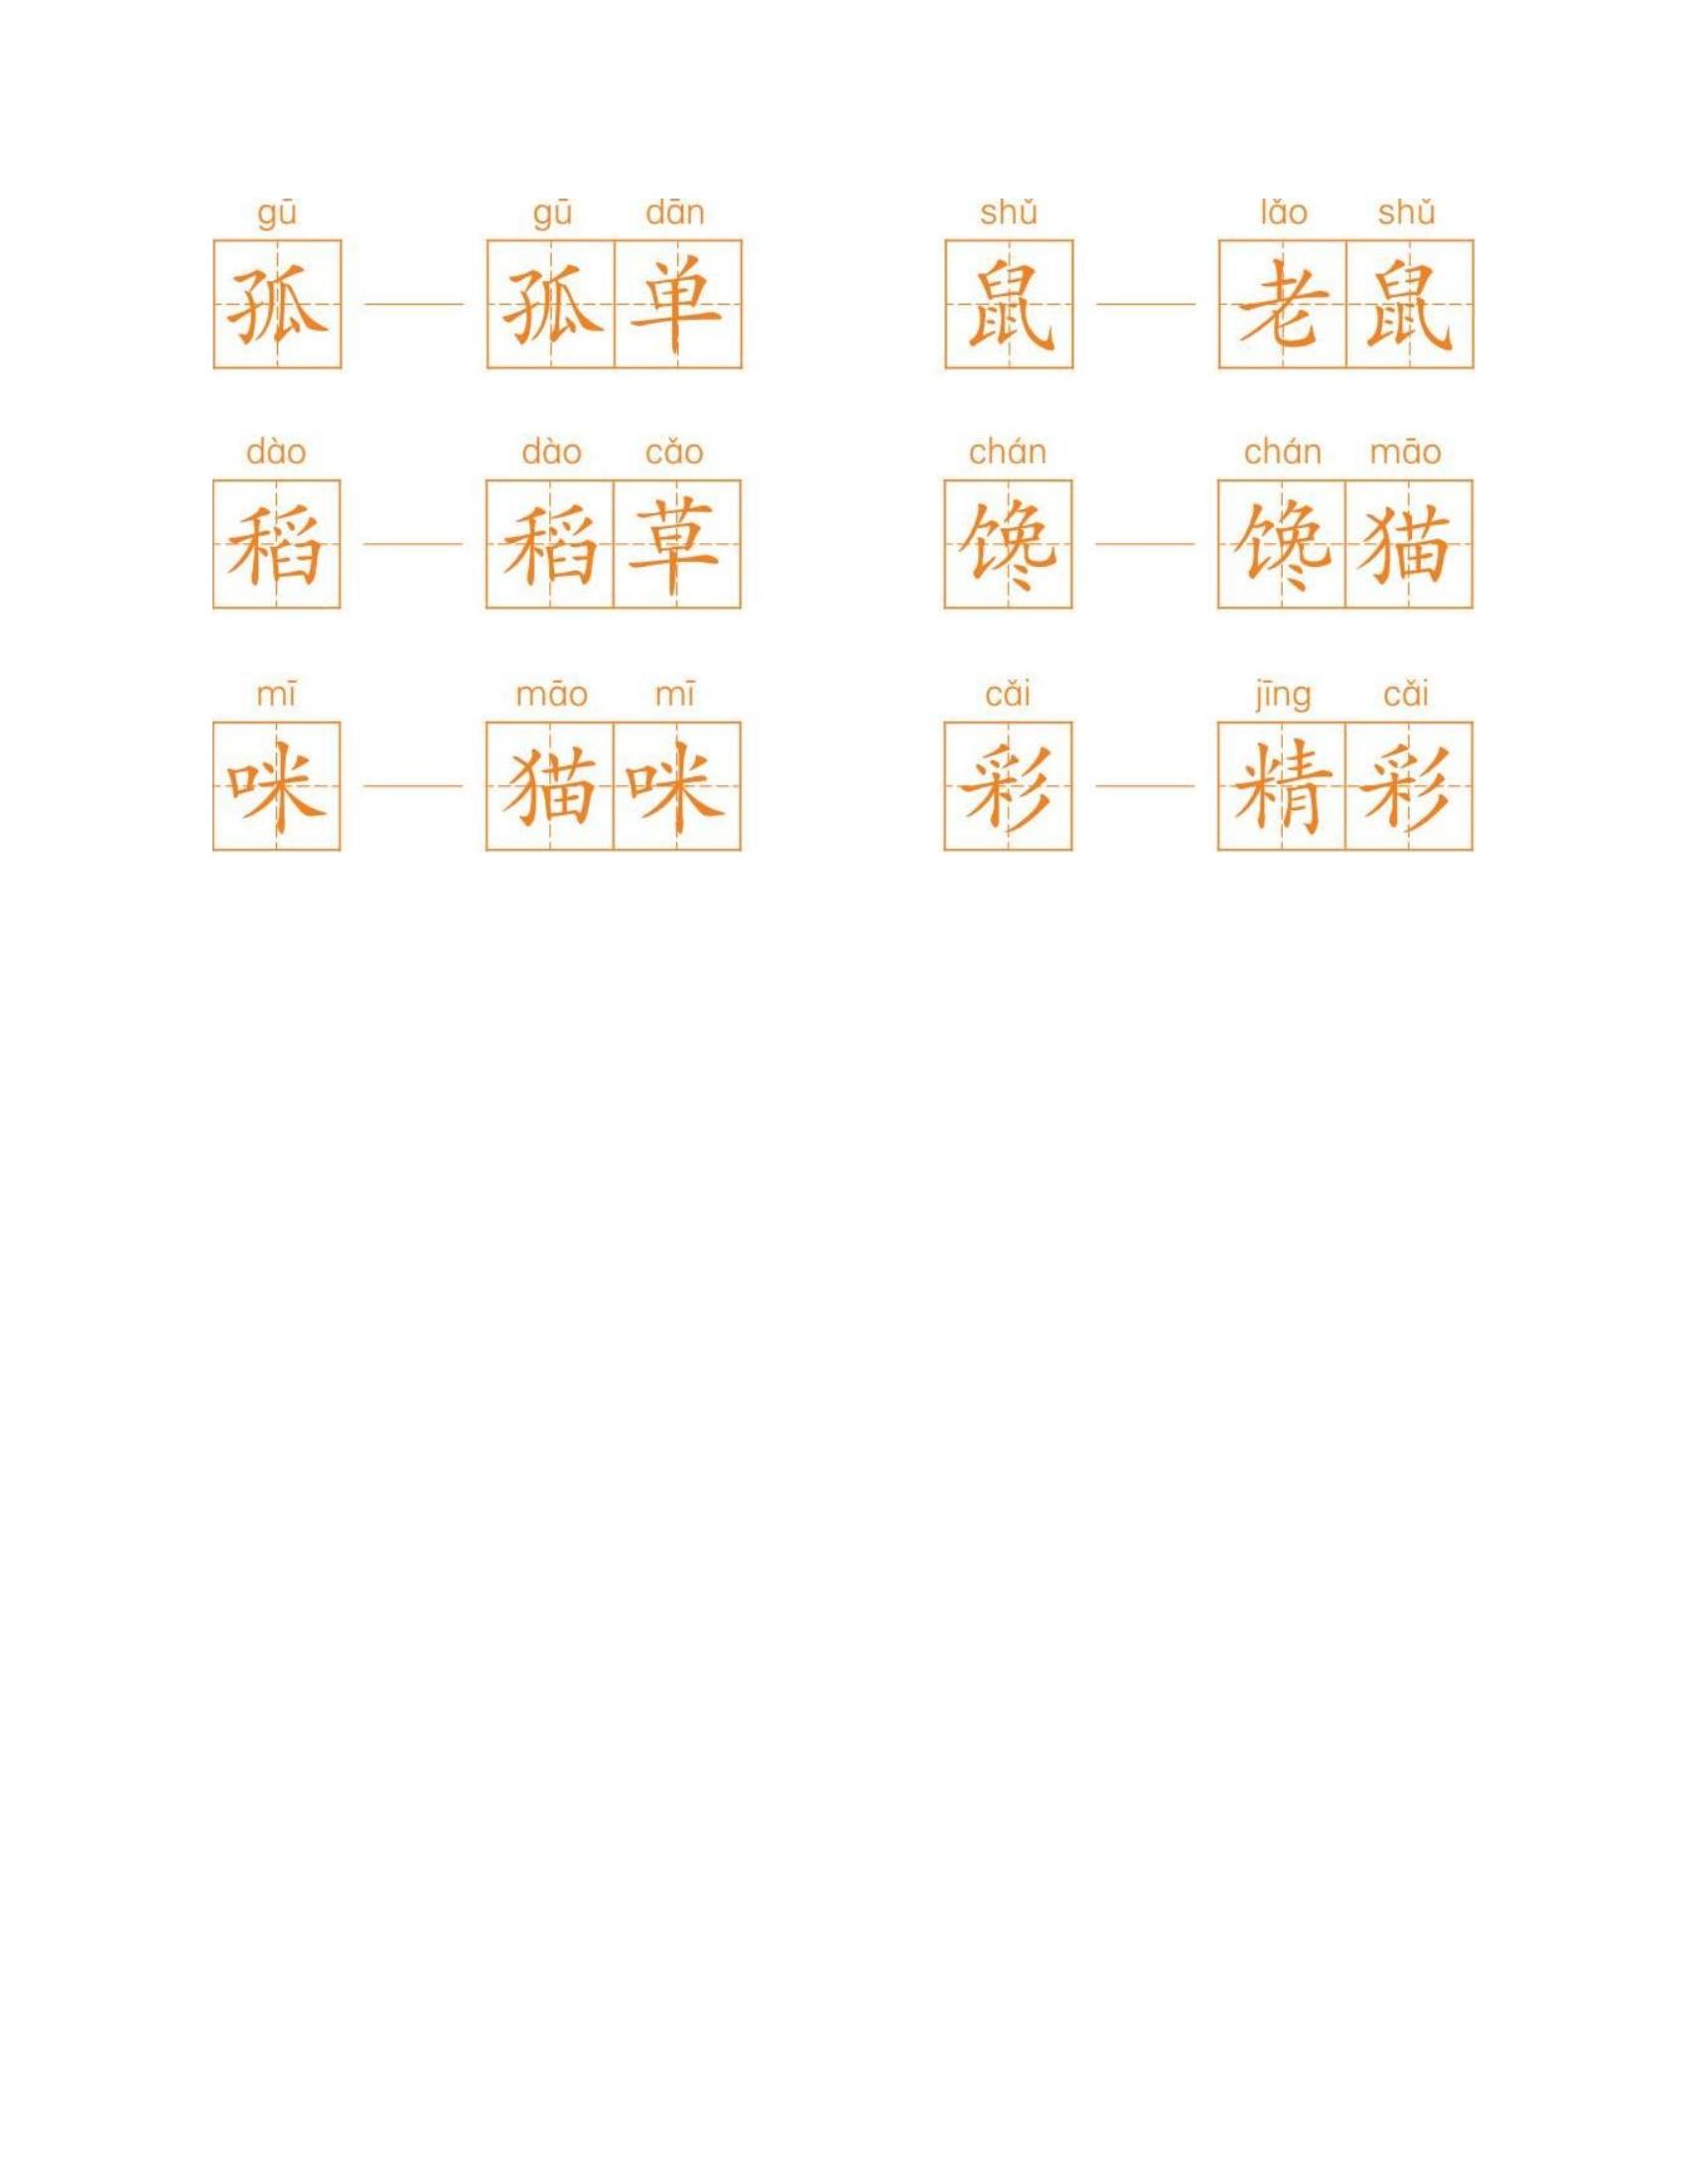 gū gū dān shǔ lǎo shǔ
孤 孤单 鼠 老鼠
dào dào cǎo chán chán māo
稻 稻草 馋 馋猫
mī māo mī cǎi jīng cǎi
咪 猫咪 彩 精彩